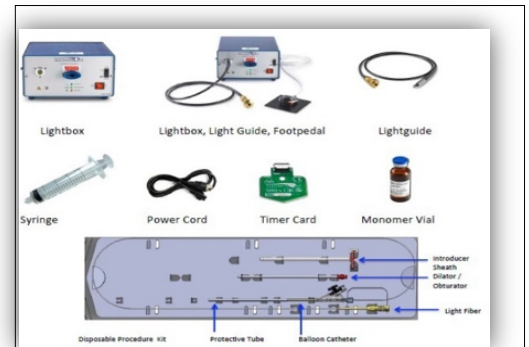 Lightbox
Lightbox, Light Guide, Footpedal
Lightguide
Syringe
Power Cord
Timer Card
Monomer Vial
Introducer
Sheath
Dilator /
Obturator
Light Fiber
Disposable Procedure Kit
Protective Tube
Balloon Catheter